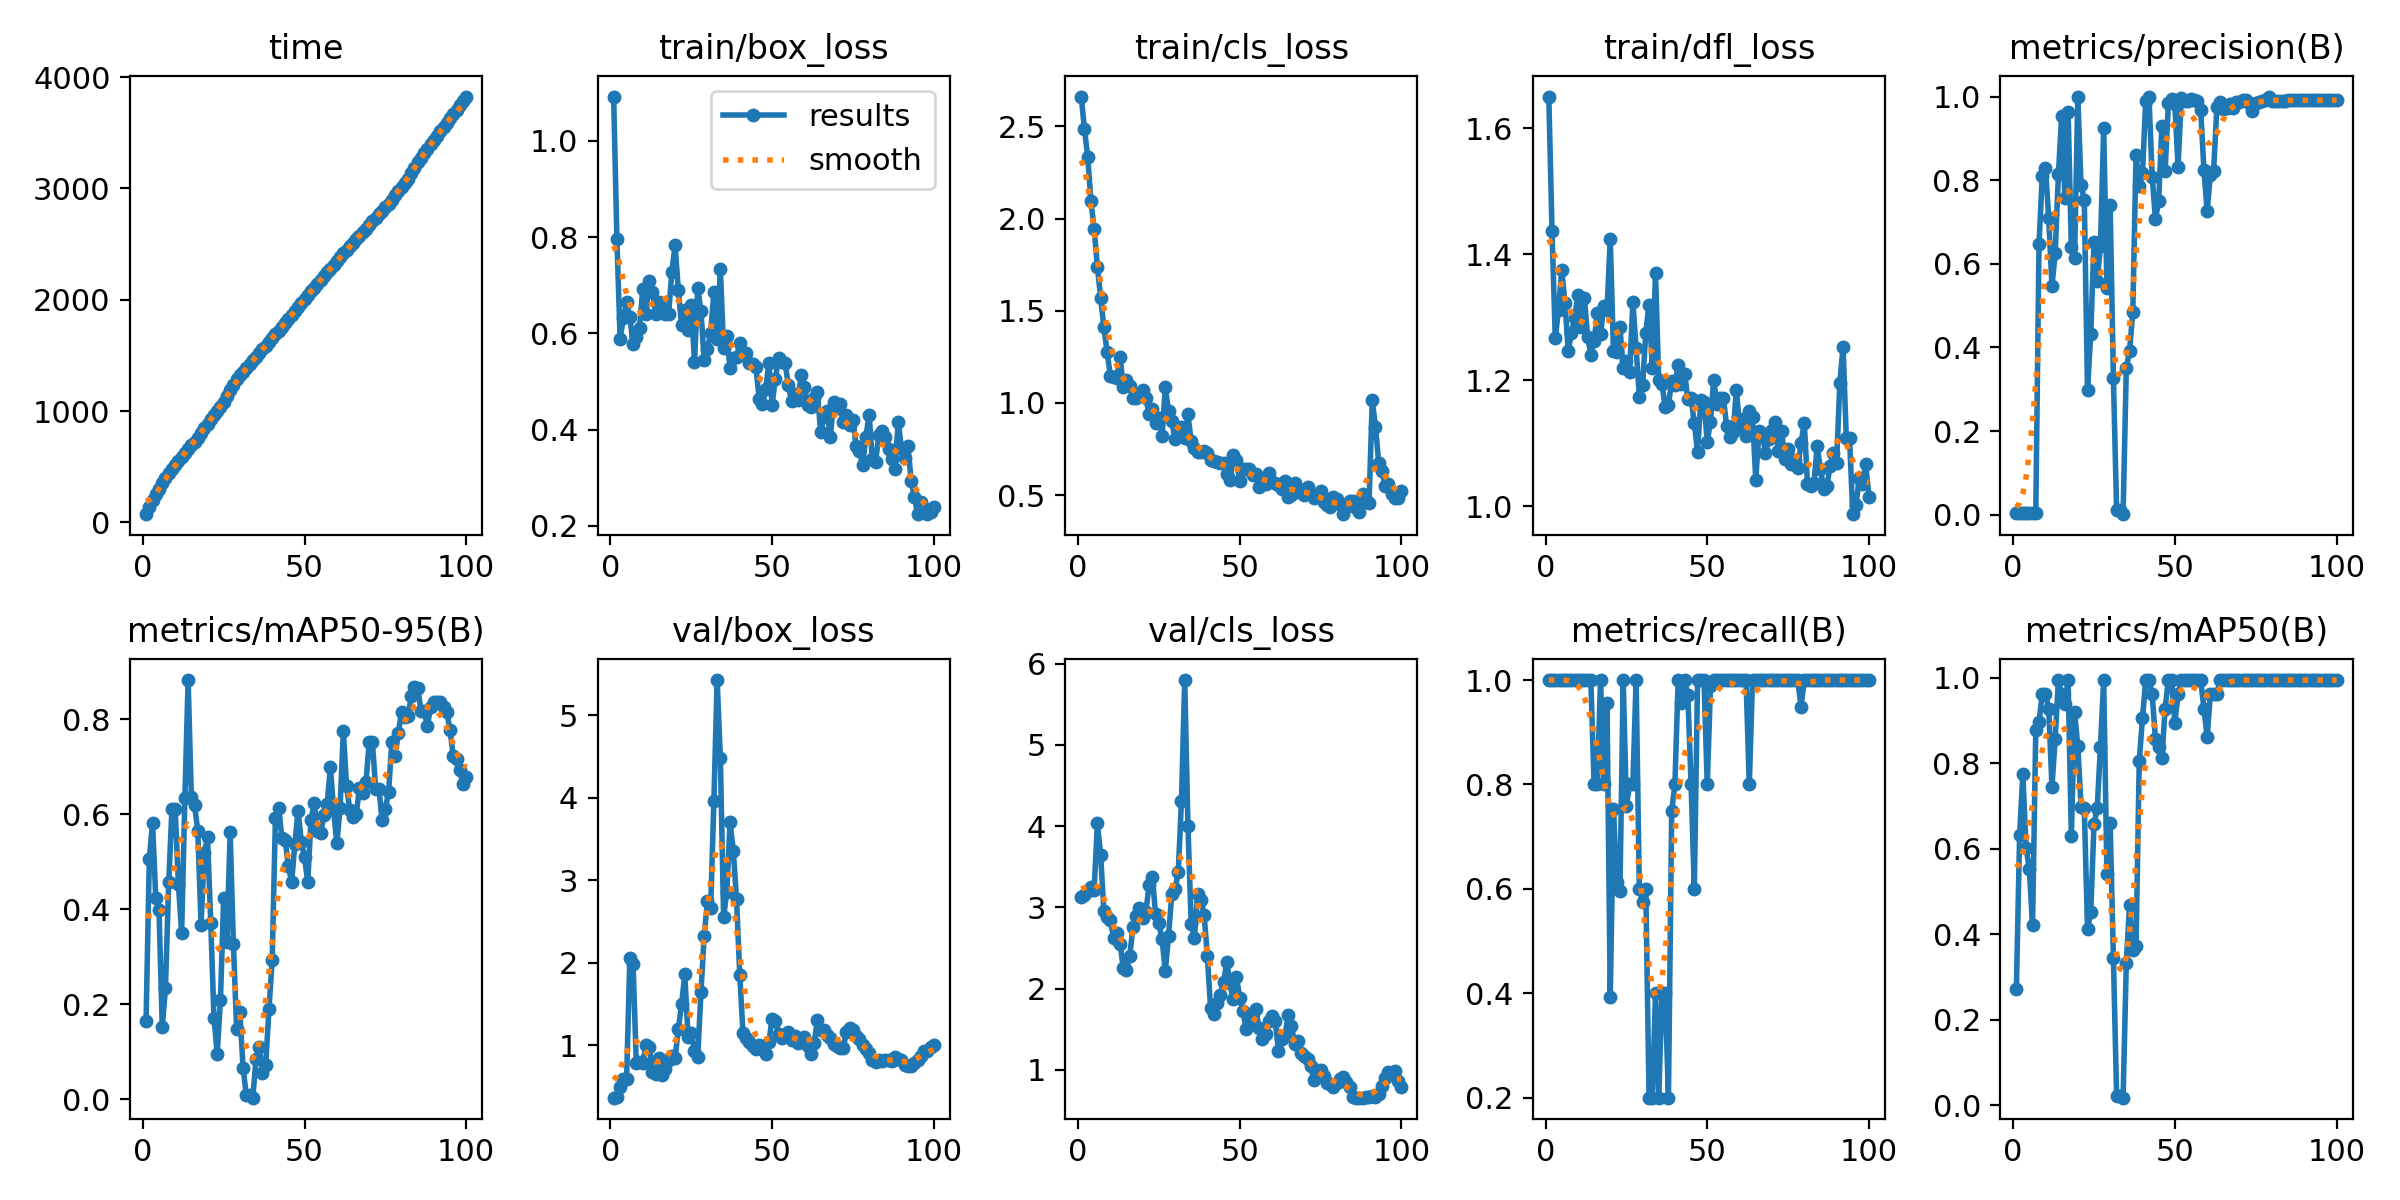 time
4000
3000
2000
1000
0
0 50 100
train/box_loss
results
smooth
1.0
0.8
0.6
0.4
0.2
0 50 100
train/cls_loss
2.5
2.0
1.5
1.0
0.5
0 50 100
train/dfl_loss
1.6
1.4
1.2
1.0
0 50 100
metrics/precision(B)
1.0
0.8
0.6
0.4
0.2
0.0
0 50 100
metrics/mAP50-95(B)
0.8
0.6
0.4
0.2
0.0
0 50 100
val/box_loss
5
4
3
2
1
0 50 100
val/cls_loss
6
5
4
3
2
1
0 50 100
metrics/recall(B)
1.0
0.8
0.6
0.4
0.2
0 50 100
metrics/mAP50(B)
1.0
0.8
0.6
0.4
0.2
0.0
0 50 100